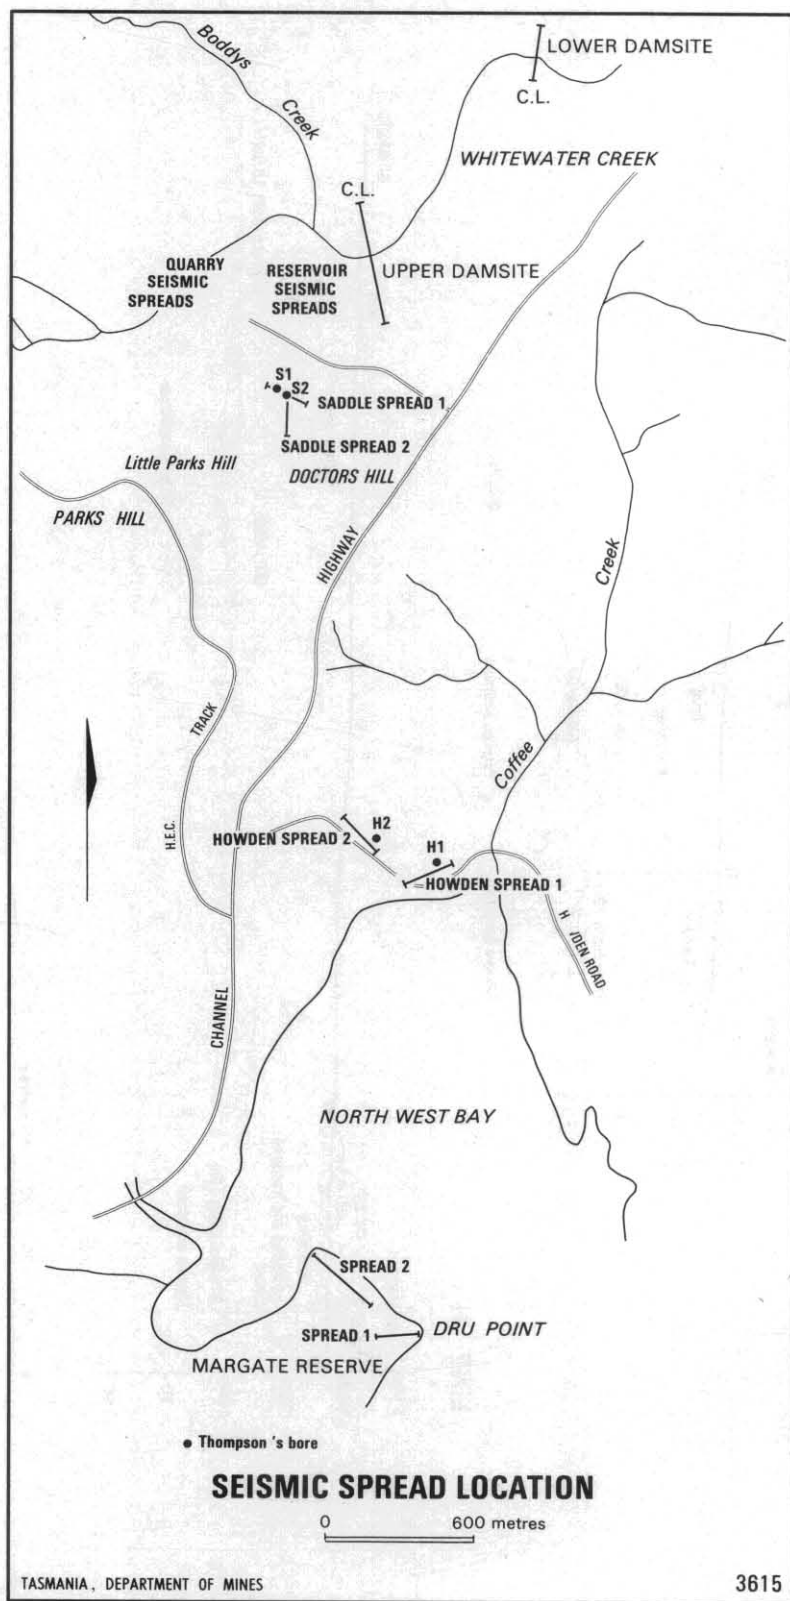 Boddys
Creek
LOWER DAMSITE
C.L.
WHITEWATER CREEK
C.L.
QUARRY
SEISMIC
SPREADS
RESERVOIR
SEISMIC
SPREADS
UPPER DAMSITE
S1
S2
SADDLE SPREAD 1
SADDLE SPREAD 2
Little Parks Hill
DOCTORS HILL
PARKS HILL
HIGHWAY
Creek
TRACK
Coffee
H.E.C.
HOWDEN SPREAD 2
H2
H1
HOWDEN SPREAD 1
H DEN ROAD
CHANNEL
NORTH WEST BAY
SPREAD 2
SPREAD 1
DRU POINT
MARGATE RESERVE
Thompson 's bore
SEISMIC SPREAD LOCATION
0 600 metres
TASMANIA, DEPARTMENT OF MINES
3615